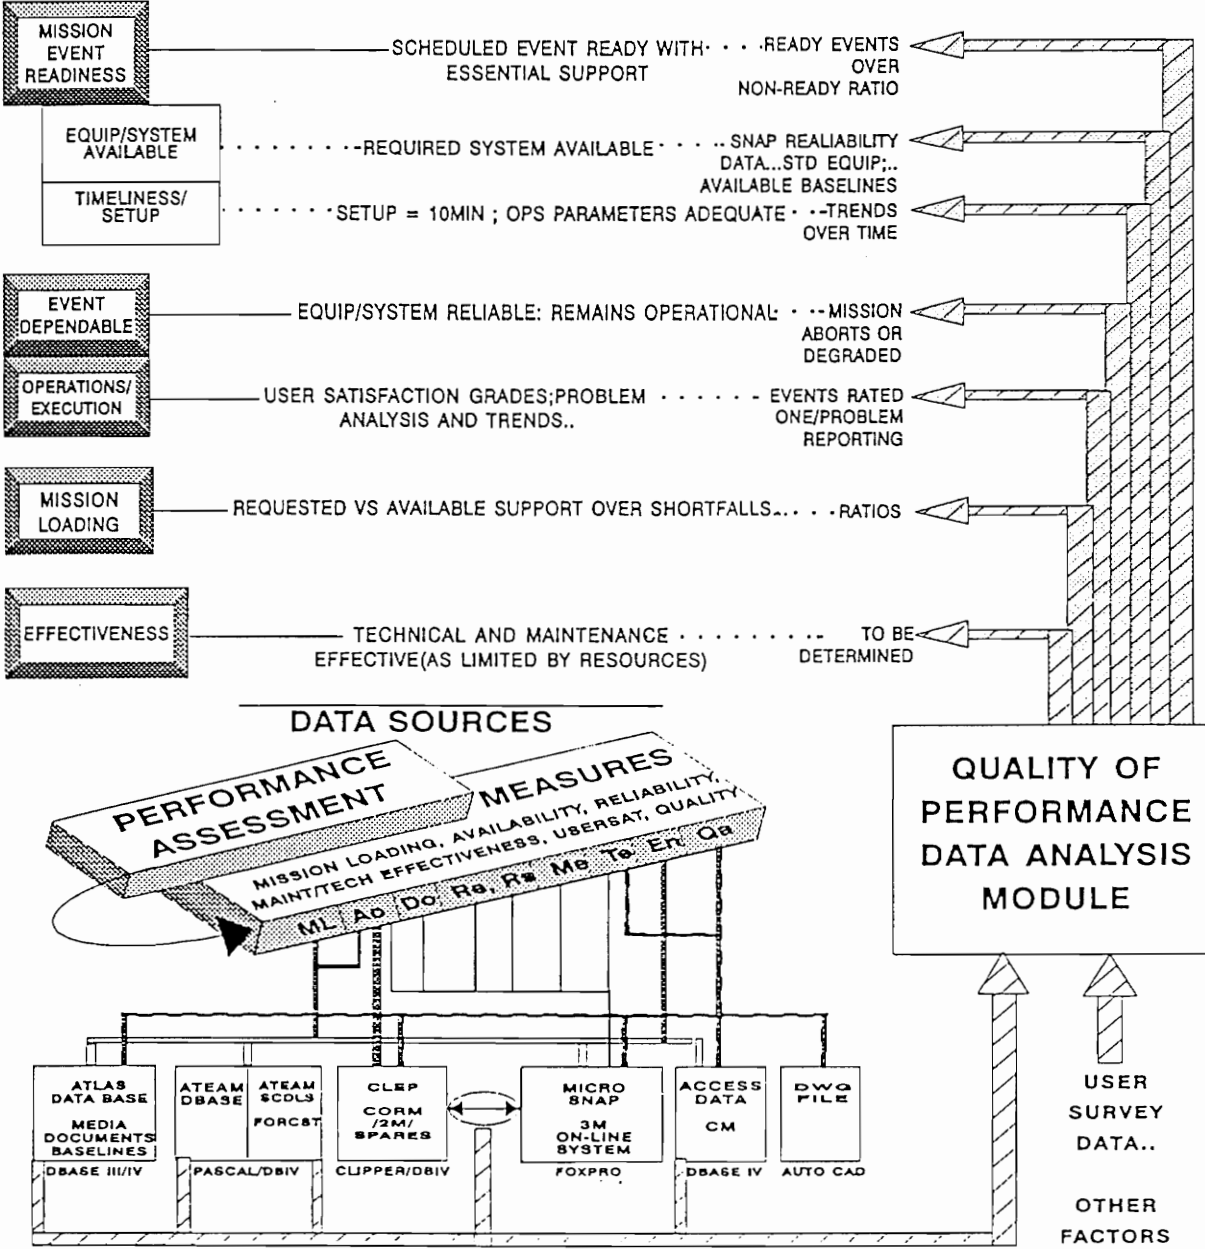 MISSION
EVENT
READINESS
SCHEDULED EVENT READY WITH· · · ·READY EVENTS
ESSENTIAL SUPPORT
OVER
NON-READY RATIO
EQUIP/SYSTEM
AVAILABLE
REQUIRED SYSTEM AVAILABLE · · · · - SNAP REALIABILITY
DATA...STD EQUIP;..
AVAILABLE BASELINES
TIMELINESS/
SETUP
SETUP = 10MIN ; OPS PARAMETERS ADEQUATE · ··-TRENDS
OVER TIME
EVENT
DEPENDABLE
EQUIP/SYSTEM RELIABLE: REMAINS OPERATIONAL · ··-MISSION
ABORTS OR
DEGRADED
OPERATIONS/
EXECUTION
USER SATISFACTION GRADES;PROBLEM · · · · · · - EVENTS RATED
ANALYSIS AND TRENDS..
ONE/PROBLEM
REPORTING
MISSION
LOADING
REQUESTED VS AVAILABLE SUPPORT OVER SHORTFALLS... · · -RATIOS
EFFECTIVENESS
TECHNICAL AND MAINTENANCE · · · · · · · ·- TO BE
EFFECTIVE(AS LIMITED BY RESOURCES)
DETERMINED
DATA SOURCES
PERFORMANCE
ASSESSMENT
MEASURES
MISSION LOADING, AVAILABILITY, RELIABILITY,
MAINT/TECH EFFECTIVENESS, USERSAT, QUALITY
ML Ao Do Re, Rs Me Te En Qa
QUALITY OF
PERFORMANCE
DATA ANALYSIS
MODULE
ATLAS
DATA BASE
MEDIA
DOCUMENTS
BASELINES
DBASE III/IV
ATEAM
DBASE
ATEAM
SCDLS
FORCST
PASCAL/DBIV
CLEP
CORM
/2M/
SPARES
CLIPPER/DBIV
MICRO
SNAP
3M
ON-LINE
SYSTEM
FOXPRO
ACCESS
DATA
CM
DBASE IV
DWG
FILE
AUTO CAD
USER
SURVEY
DATA..
OTHER
FACTORS